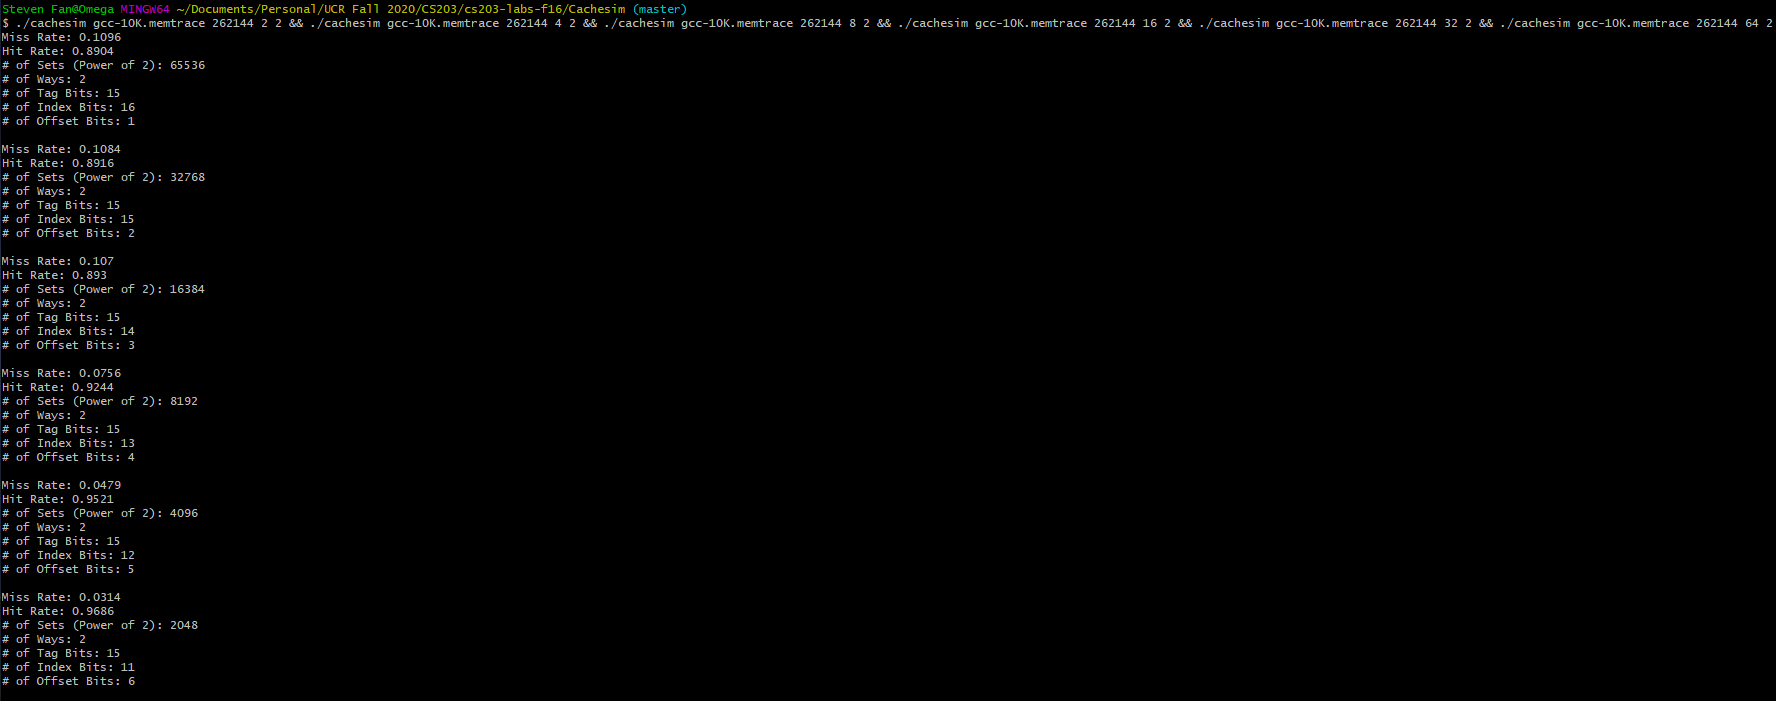 Steven Fan@Omega MINGW64 ~/Documents/Personal/UCR Fall 2020/CS203/cs203-labs-f16/Cachesim (master)
$ ./cachesim gcc-10K.memtrace 262144 2 2 && ./cachesim gcc-10K.memtrace 262144 4 2 && ./cachesim gcc-10K.memtrace 262144 8 2 && ./cachesim gcc-10K.memtrace 262144 16 2 && ./cachesim gcc-10K.memtrace 262144 32 2 && ./cachesim gcc-10K.memtrace 262144 64 2
Miss Rate: 0.1096
Hit Rate: 0.8904
# of Sets (Power of 2): 65536
# of Ways: 2
# of Tag Bits: 15
# of Index Bits: 16
# of Offset Bits: 1

Miss Rate: 0.1084
Hit Rate: 0.8916
# of Sets (Power of 2): 32768
# of Ways: 2
# of Tag Bits: 15
# of Index Bits: 15
# of Offset Bits: 2

Miss Rate: 0.107
Hit Rate: 0.893
# of Sets (Power of 2): 16384
# of Ways: 2
# of Tag Bits: 15
# of Index Bits: 14
# of Offset Bits: 3

Miss Rate: 0.0756
Hit Rate: 0.9244
# of Sets (Power of 2): 8192
# of Ways: 2
# of Tag Bits: 15
# of Index Bits: 13
# of Offset Bits: 4

Miss Rate: 0.0479
Hit Rate: 0.9521
# of Sets (Power of 2): 4096
# of Ways: 2
# of Tag Bits: 15
# of Index Bits: 12
# of Offset Bits: 5

Miss Rate: 0.0314
Hit Rate: 0.9686
# of Sets (Power of 2): 2048
# of Ways: 2
# of Tag Bits: 15
# of Index Bits: 11
# of Offset Bits: 6